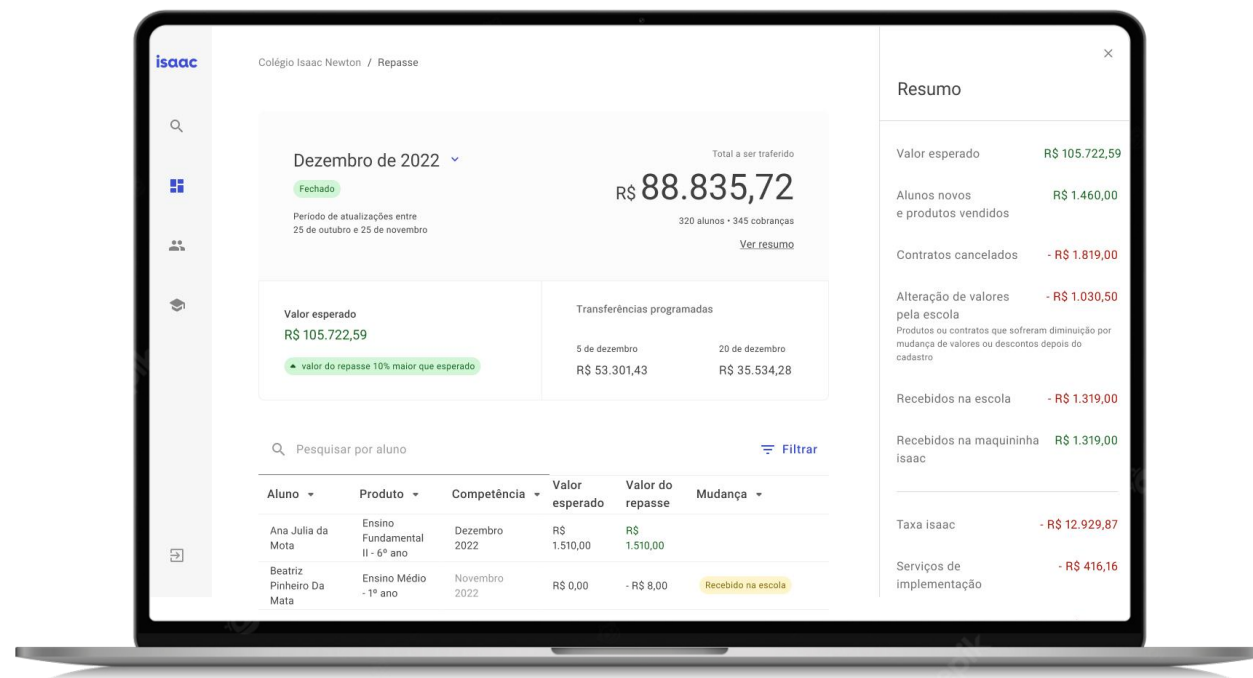 isaac
Colégio Isaac Newton / Repasse
Dezembro de 2022
Fechado
Período de atualizações entre
25 de outubro e 25 de novembro
Total a ser traferido
R$ 88.835,72
320 alunos • 345 cobranças
Ver resumo
Valor esperado
R$ 105.722,59
valor do repasse 10% maior que esperado
Transferências programadas
5 de dezembro
R$ 53.301,43
20 de dezembro
R$ 35.534,28
Pesquisar por aluno
Filtrar
Aluno Produto Competência Valor esperado Valor do repasse Mudança
Ana Julia da Mota
Ensino Fundamental II - 6º ano
Dezembro 2022
R$ 1.510,00
R$ 1.510,00
Beatriz Pinheiro Da Mata
Ensino Médio - 1º ano
Novembro 2022
R$ 0,00
- R$ 8,00
Recebido na escola
Resumo
Valor esperado R$ 105.722,59
Alunos novos R$ 1.460,00
e produtos vendidos
Contratos cancelados - R$ 1.819,00
Alteração de valores - R$ 1.030,50
pela escola
Produtos ou contratos que sofreram diminuição por
mudança de valores ou descontos depois do
cadastro
Recebidos na escola - R$ 1.319,00
Recebidos na maquininha R$ 1.319,00
isaac
Taxa isaac - R$ 12.929,87
Serviços de - R$ 416,16
implementação